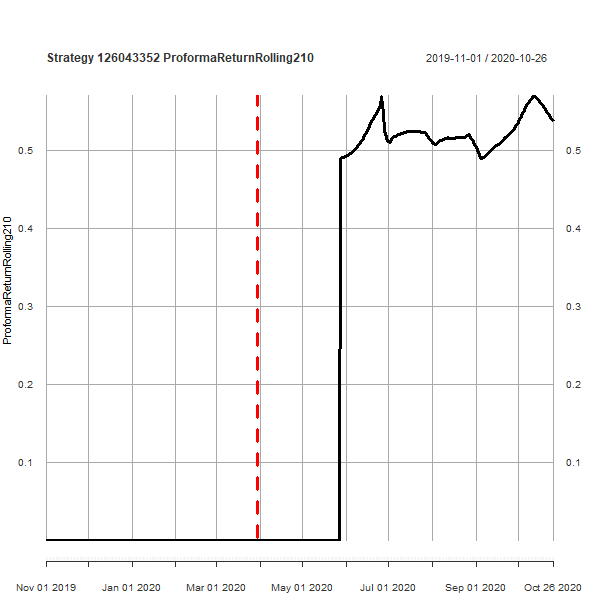 Strategy 126043352 ProformaReturnRolling210
2019-11-01 / 2020-10-26
ProformaReturnRolling210
0.5
0.5
0.4
0.4
0.3
0.3
0.2
0.2
0.1
0.1
Nov 01 2019
Jan 01 2020
Mar 01 2020
May 01 2020
Jul 01 2020
Sep 01 2020
Oct 26 2020